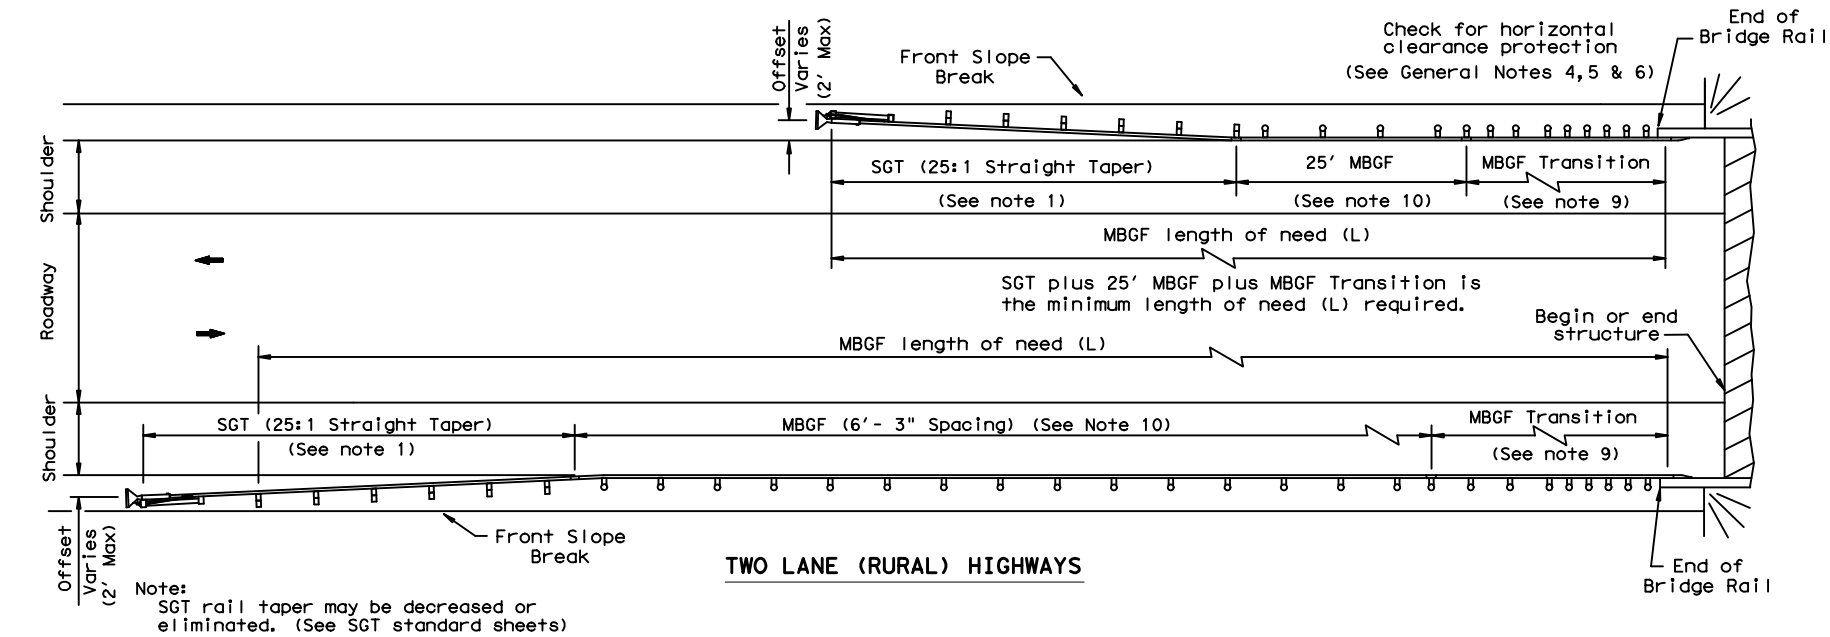 Offset
Varies
(2' Max)
Front Slope
Break
Check for horizontal
clearance protection
(See General Notes 4,5 & 6)
End of
Bridge Rail
Shoulder
SGT (25:1 Straight Taper)
(See note 1)
25' MBGF
(See note 10)
MBGF Transition
(See note 9)
MBGF length of need (L)
SGT plus 25' MBGF plus MBGF Transition is
the minimum length of need (L) required.
Roadway
Begin or end
structure
MBGF length of need (L)
Shoulder
SGT (25:1 Straight Taper)
(See note 1)
MBGF (6'- 3" Spacing) (See Note 10)
MBGF Transition
(See note 9)
Offset
Varies
(2' Max)
Front Slope
Break
TWO LANE (RURAL) HIGHWAYS
End of
Bridge Rail
Note:
SGT rail taper may be decreased or
eliminated. (See SGT standard sheets)